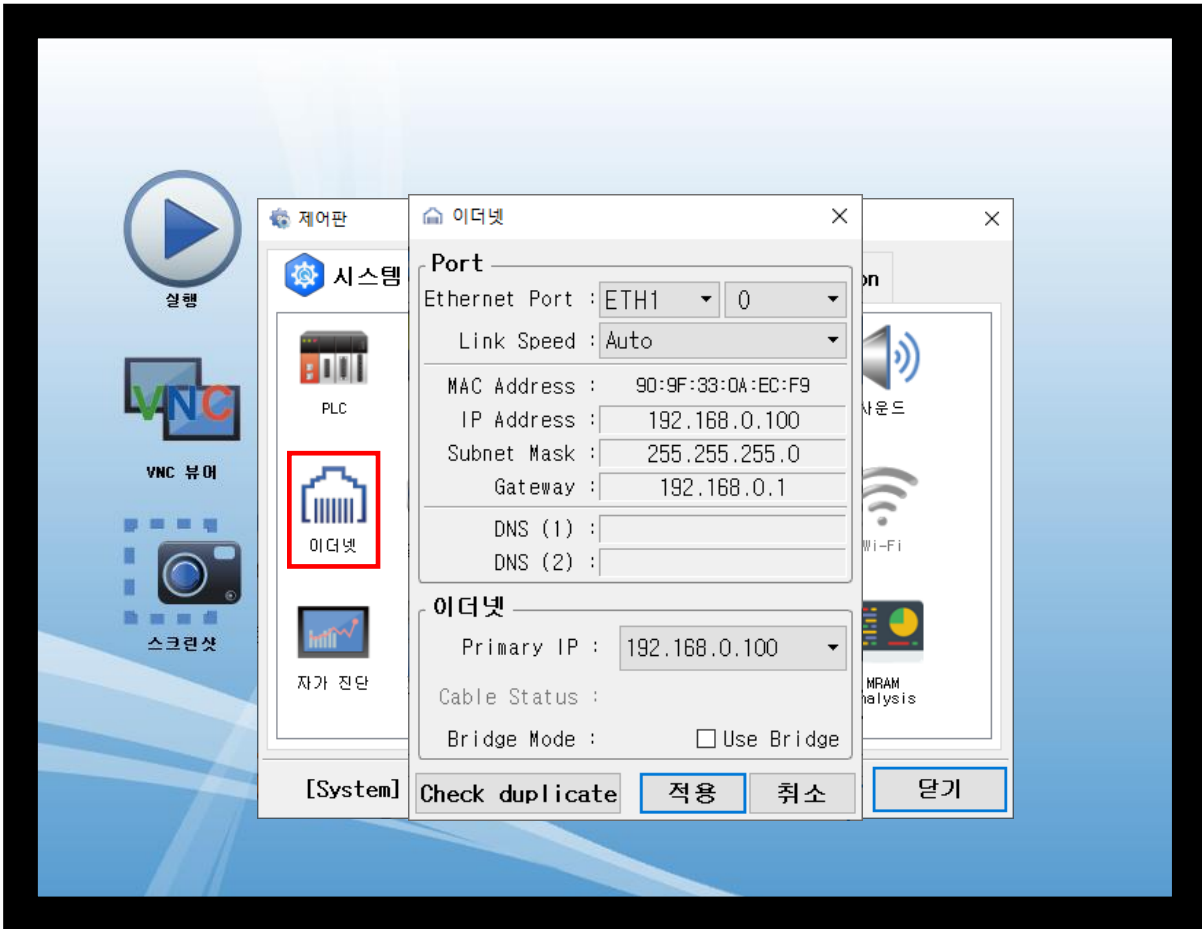 실행
VNC
VNC 뷰어
스크린샷
제어판
시스템
PLC
이더넷
자가 진단
[System]
이더넷
Port
Ethernet Port : ETH1 0
Link Speed : Auto
MAC Address : 90:9F:33:0A:EC:F9
IP Address : 192.168.0.100
Subnet Mask : 255.255.255.0
Gateway : 192.168.0.1
DNS (1) :
DNS (2) :
이더넷
Primary IP : 192.168.0.100
Cable Status :
Bridge Mode : Use Bridge
Check duplicate 적용 취소
on
사운드
Wi-Fi
MRAM
nalysis
닫기